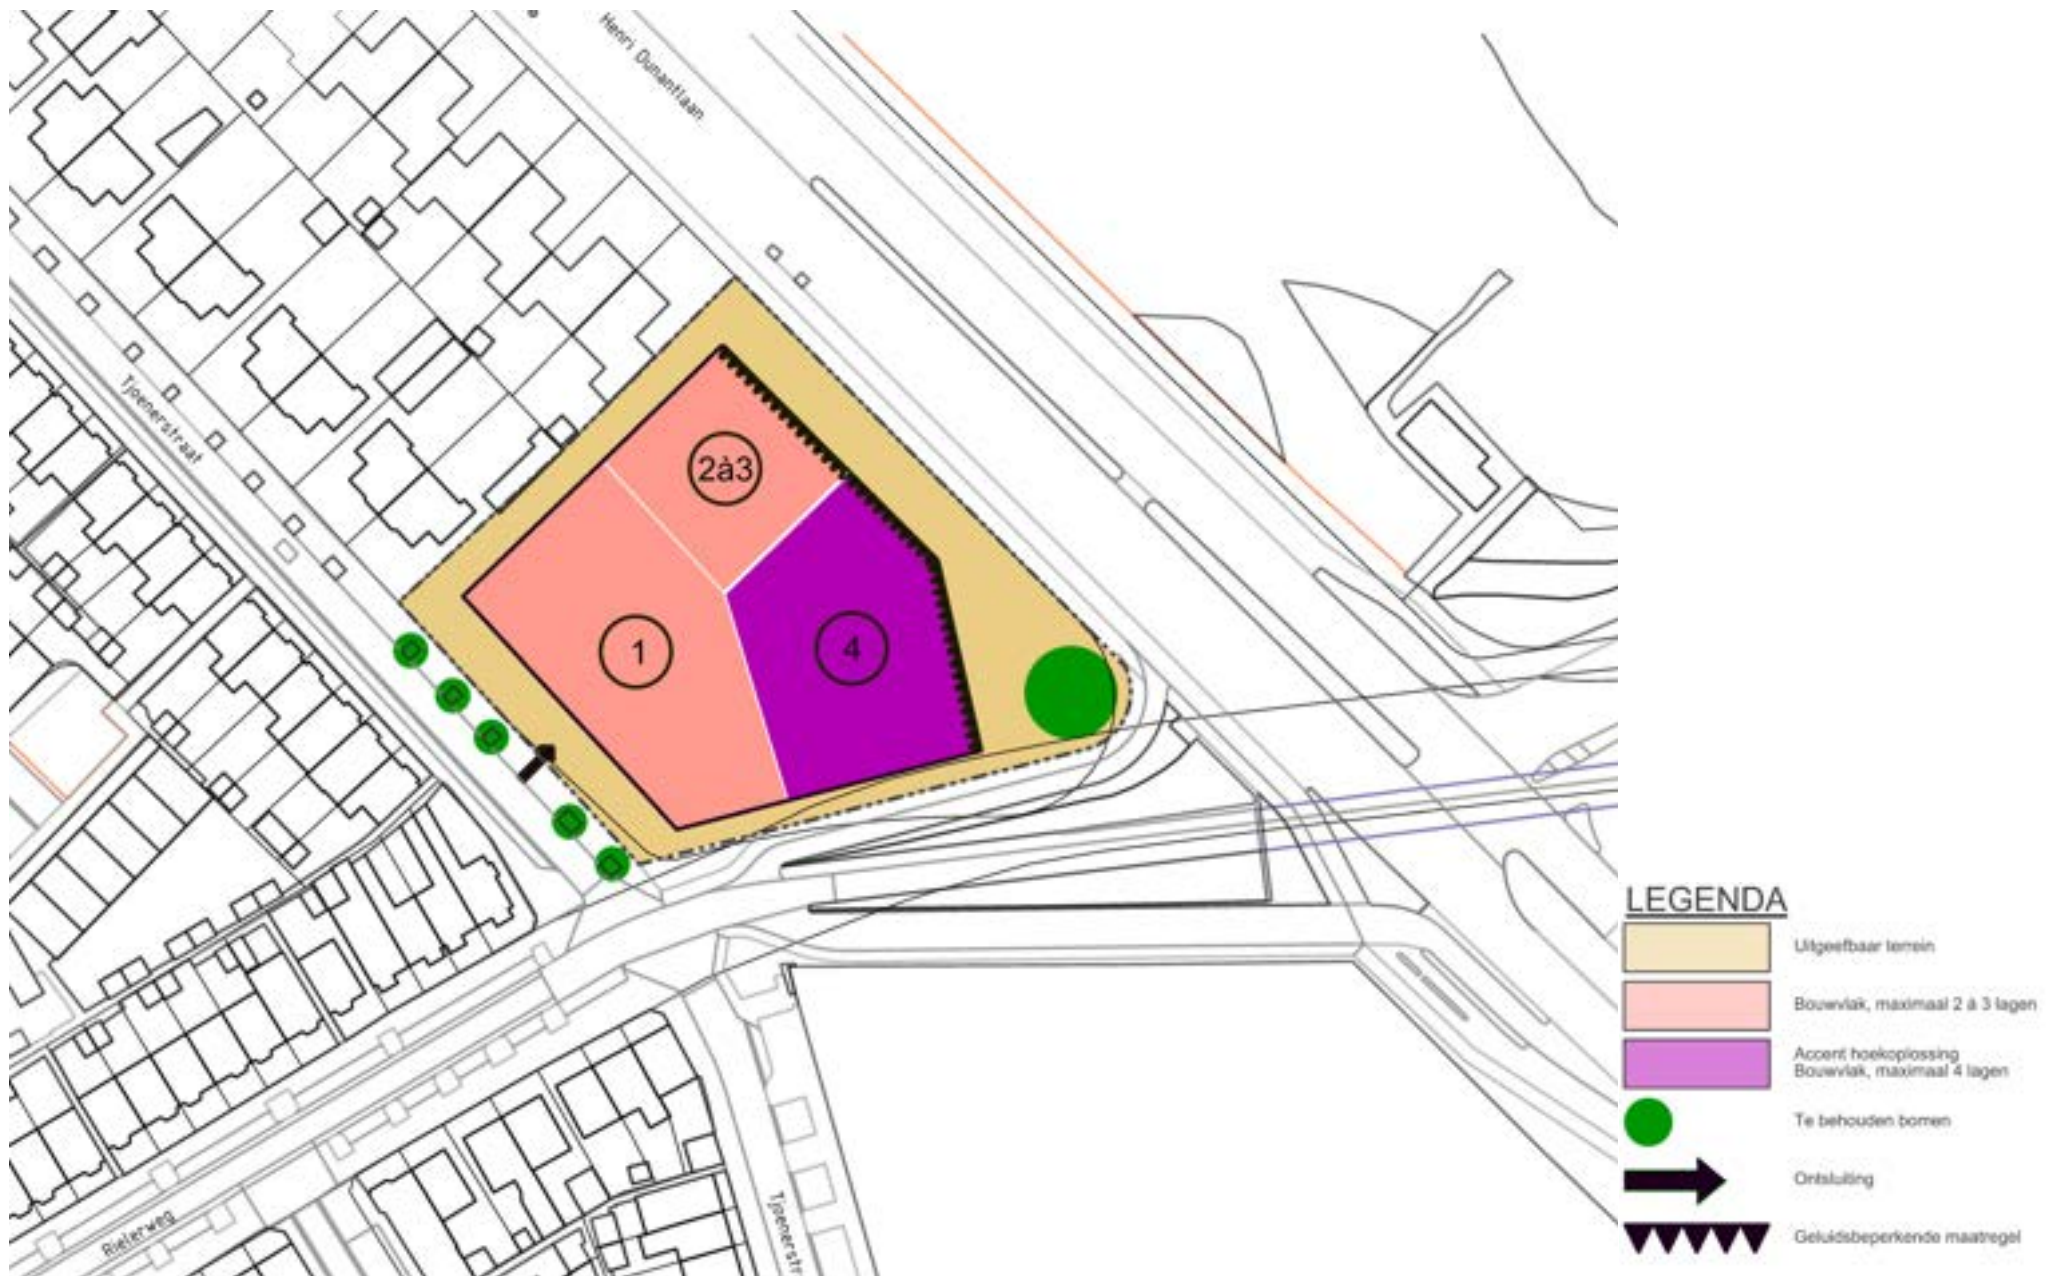 Henri Dunantlaan
Tjoenerstraat
2à3
1
4
Rielerweg
Tjoenerstr
LEGENDA
Uitgeefbaar terrein
Bouwvlak, maximaal 2 à 3 lagen
Accent hoekoplossing
Bouwvlak, maximaal 4 lagen
Te behouden bomen
Ontsluiting
Geluidsbeperkende maatregel